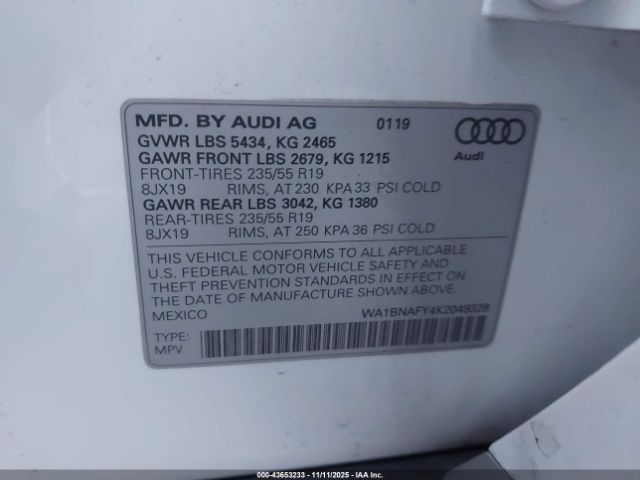 MFD. BY AUDI AG 0119
GVWR LBS 5434, KG 2465
GAWR FRONT LBS 2679, KG 1215
FRONT-TIRES 235/55 R19
8JX19 RIMS, AT 230 KPA 33 PSI COLD
GAWR REAR LBS 3042, KG 1380
REAR-TIRES 235/55 R19
8JX19 RIMS, AT 250 KPA 36 PSI COLD
Audi
THIS VEHICLE CONFORMS TO ALL APPLICABLE
U.S. FEDERAL MOTOR VEHICLE SAFETY AND
THEFT PREVENTION STANDARDS IN EFFECT ON
THE DATE OF MANUFACTURE SHOWN ABOVE.
MEXICO WA1BNAFY4K2049328
TYPE:
MPV
00-43653233 - 11/11/2025 - IAA Inc.